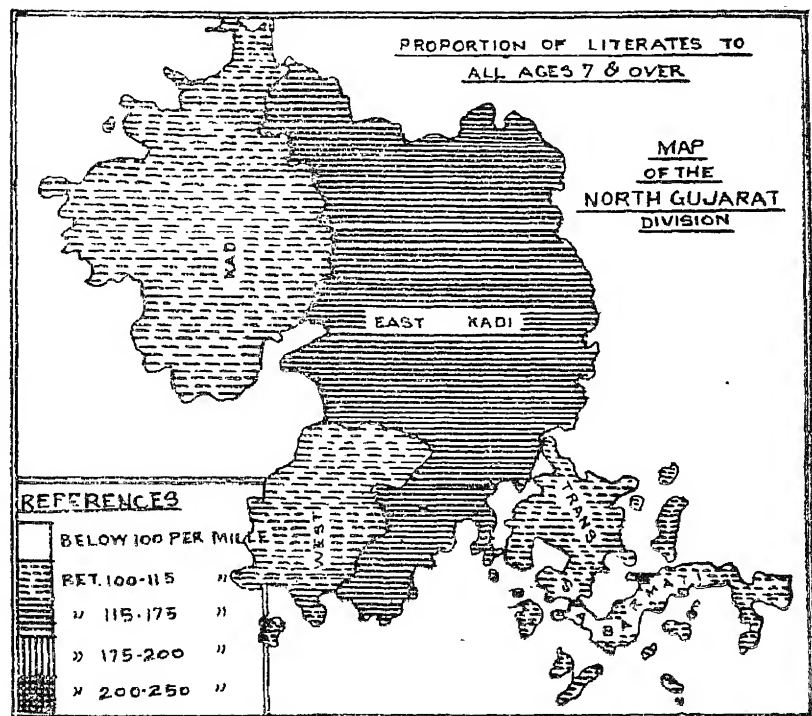 PROPORTION OF LITERATES TO
ALL AGES 7 & OVER
MAP
OF THE
NORTH GUJARAT
DIVISION
KADI
EAST KADI
WEST
TRANS
SABARMATI
REFERENCES
BELOW 100 PER MILLE
BET. 100-115 "
" 115-175 "
" 175-200 "
" 200-250 "